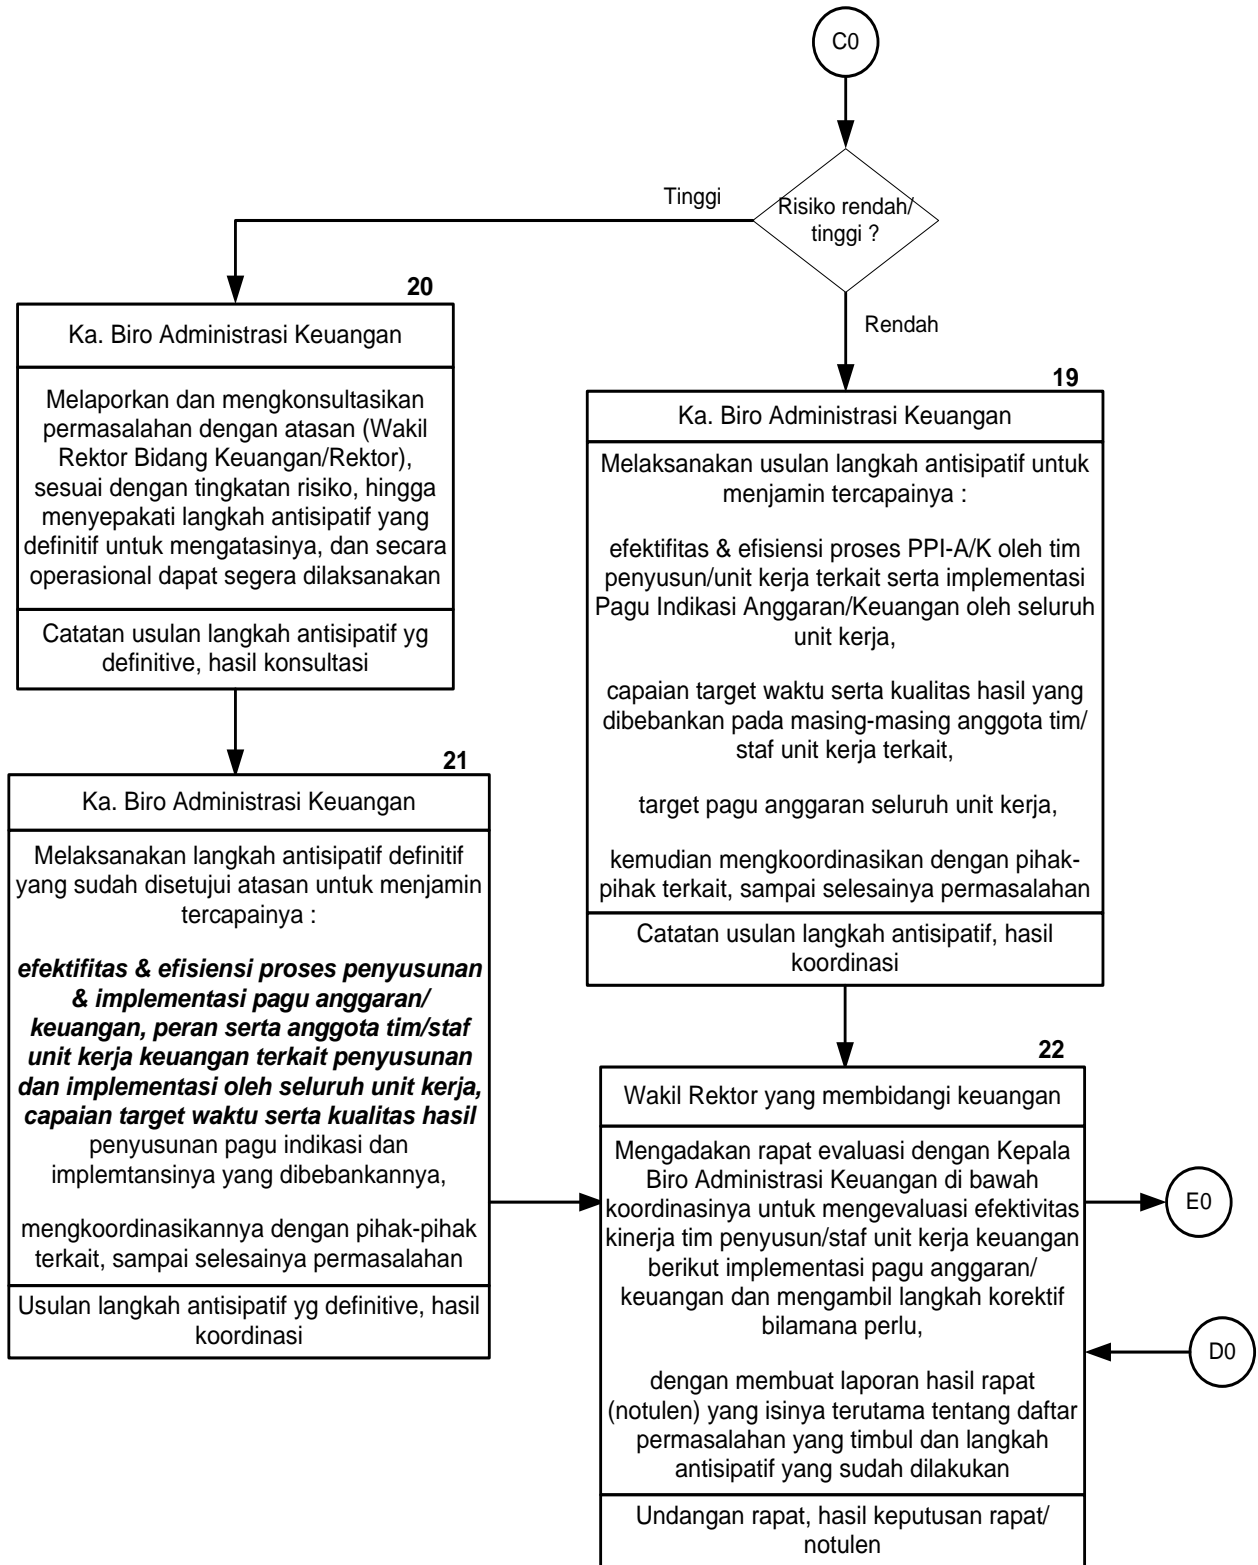 C0
Risiko rendah/
tinggi ?
Tinggi
Rendah
20
Ka. Biro Administrasi Keuangan
Melaporkan dan mengkonsultasikan
permasalahan dengan atasan (Wakil
Rektor Bidang Keuangan/Rektor),
sesuai dengan tingkatan risiko, hingga
menyepakati langkah antisipatif yang
definitif untuk mengatasinya, dan secara
operasional dapat segera dilaksanakan
Catatan usulan langkah antisipatif yg
definitive, hasil konsultasi
19
Ka. Biro Administrasi Keuangan
Melaksanakan usulan langkah antisipatif untuk
menjamin tercapainya :
efektifitas & efisiensi proses PPI-A/K oleh tim
penyusun/unit kerja terkait serta implementasi
Pagu Indikasi Anggaran/Keuangan oleh seluruh
unit kerja,
capaian target waktu serta kualitas hasil yang
dibebankan pada masing-masing anggota tim/
staf unit kerja terkait,
target pagu anggaran seluruh unit kerja,
kemudian mengkoordinasikan dengan pihak-
pihak terkait, sampai selesainya permasalahan
Catatan usulan langkah antisipatif, hasil
koordinasi
21
Ka. Biro Administrasi Keuangan
Melaksanakan langkah antisipatif definitif
yang sudah disetujui atasan untuk menjamin
tercapainya :
efektifitas & efisiensi proses penyusunan
& implementasi pagu anggaran/
keuangan, peran serta anggota tim/staf
unit kerja keuangan terkait penyusunan
dan implementasi oleh seluruh unit kerja,
capaian target waktu serta kualitas hasil
penyusunan pagu indikasi dan
implemtansinya yang dibebankannya,
mengkoordinasikannya dengan pihak-pihak
terkait, sampai selesainya permasalahan
Usulan langkah antisipatif yg definitive, hasil
koordinasi
22
Wakil Rektor yang membidangi keuangan
Mengadakan rapat evaluasi dengan Kepala
Biro Administrasi Keuangan di bawah
koordinasinya untuk mengevaluasi efektivitas
kinerja tim penyusun/staf unit kerja keuangan
berikut implementasi pagu anggaran/
keuangan dan mengambil langkah korektif
bilamana perlu,
dengan membuat laporan hasil rapat
(notulen) yang isinya terutama tentang daftar
permasalahan yang timbul dan langkah
antisipatif yang sudah dilakukan
Undangan rapat, hasil keputusan rapat/
notulen
E0
D0